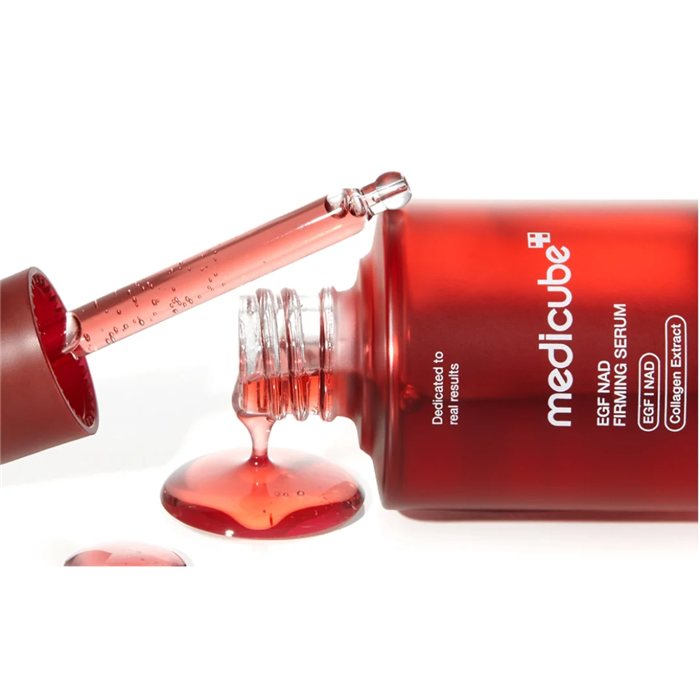 medicube
EGF NAD
FIRMING SERUM
EGF | NAD
Collagen Extract
Dedicated to
real results